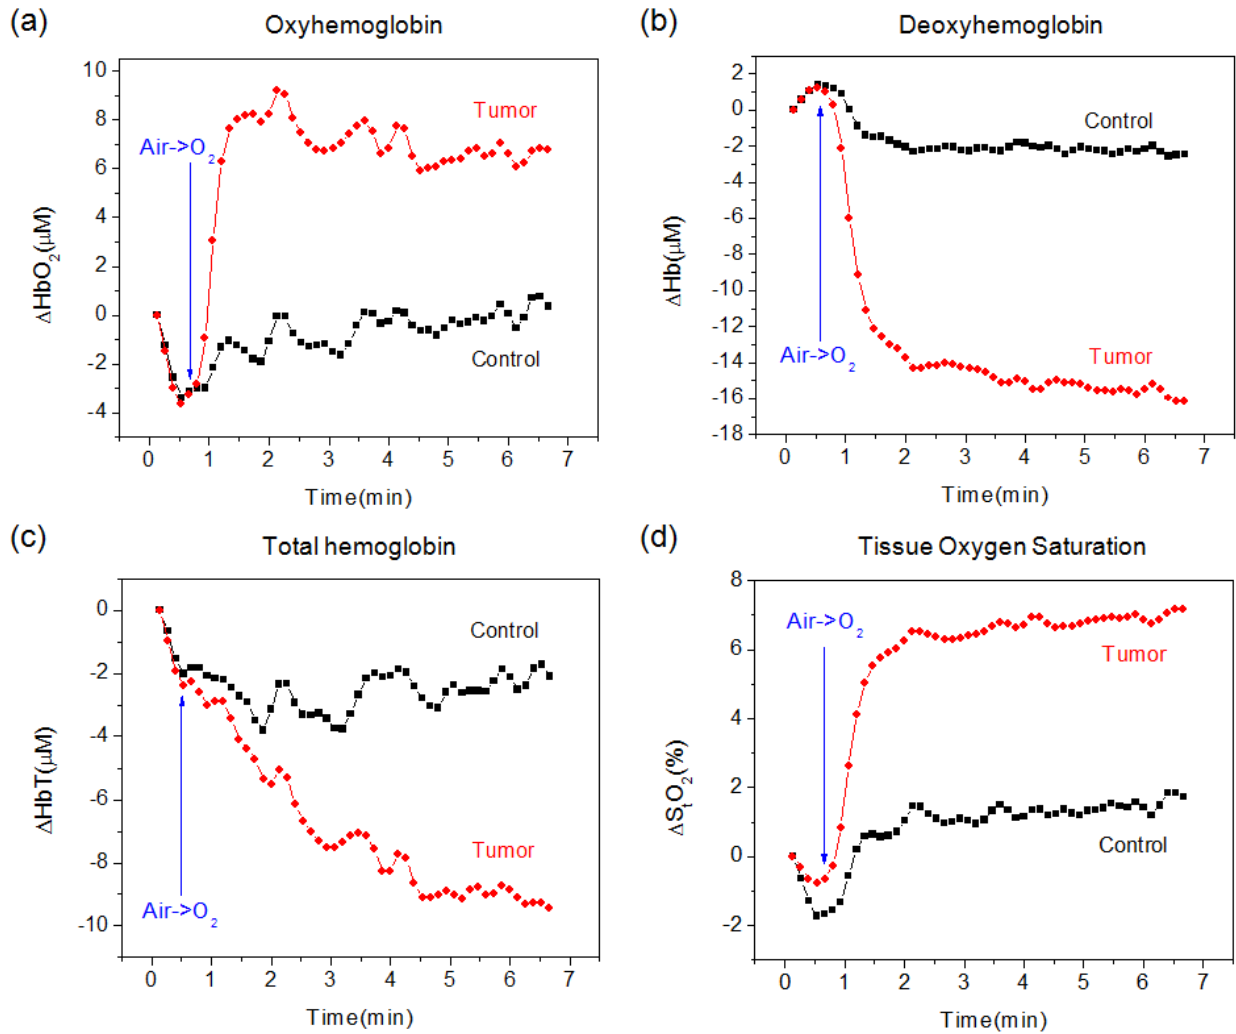 (a)
Oxyhemoglobin
10
8
6
4
2
0
-2
-4
ΔHbO2(μM)
Air->O2
Tumor
Control
0 1 2 3 4 5 6 7
Time(min)
(b)
Deoxyhemoglobin
2
0
-2
-4
-6
-8
-10
-12
-14
-16
-18
ΔHb(μM)
Control
Air->O2
Tumor
0 1 2 3 4 5 6 7
Time(min)
(c)
Total hemoglobin
0
-2
-4
-6
-8
-10
ΔHbT(μM)
Control
Tumor
Air->O2
0 1 2 3 4 5 6 7
Time(min)
(d)
Tissue Oxygen Saturation
8
6
4
2
0
-2
ΔStO2(%)
Air->O2
Tumor
Control
0 1 2 3 4 5 6 7
Time(min)